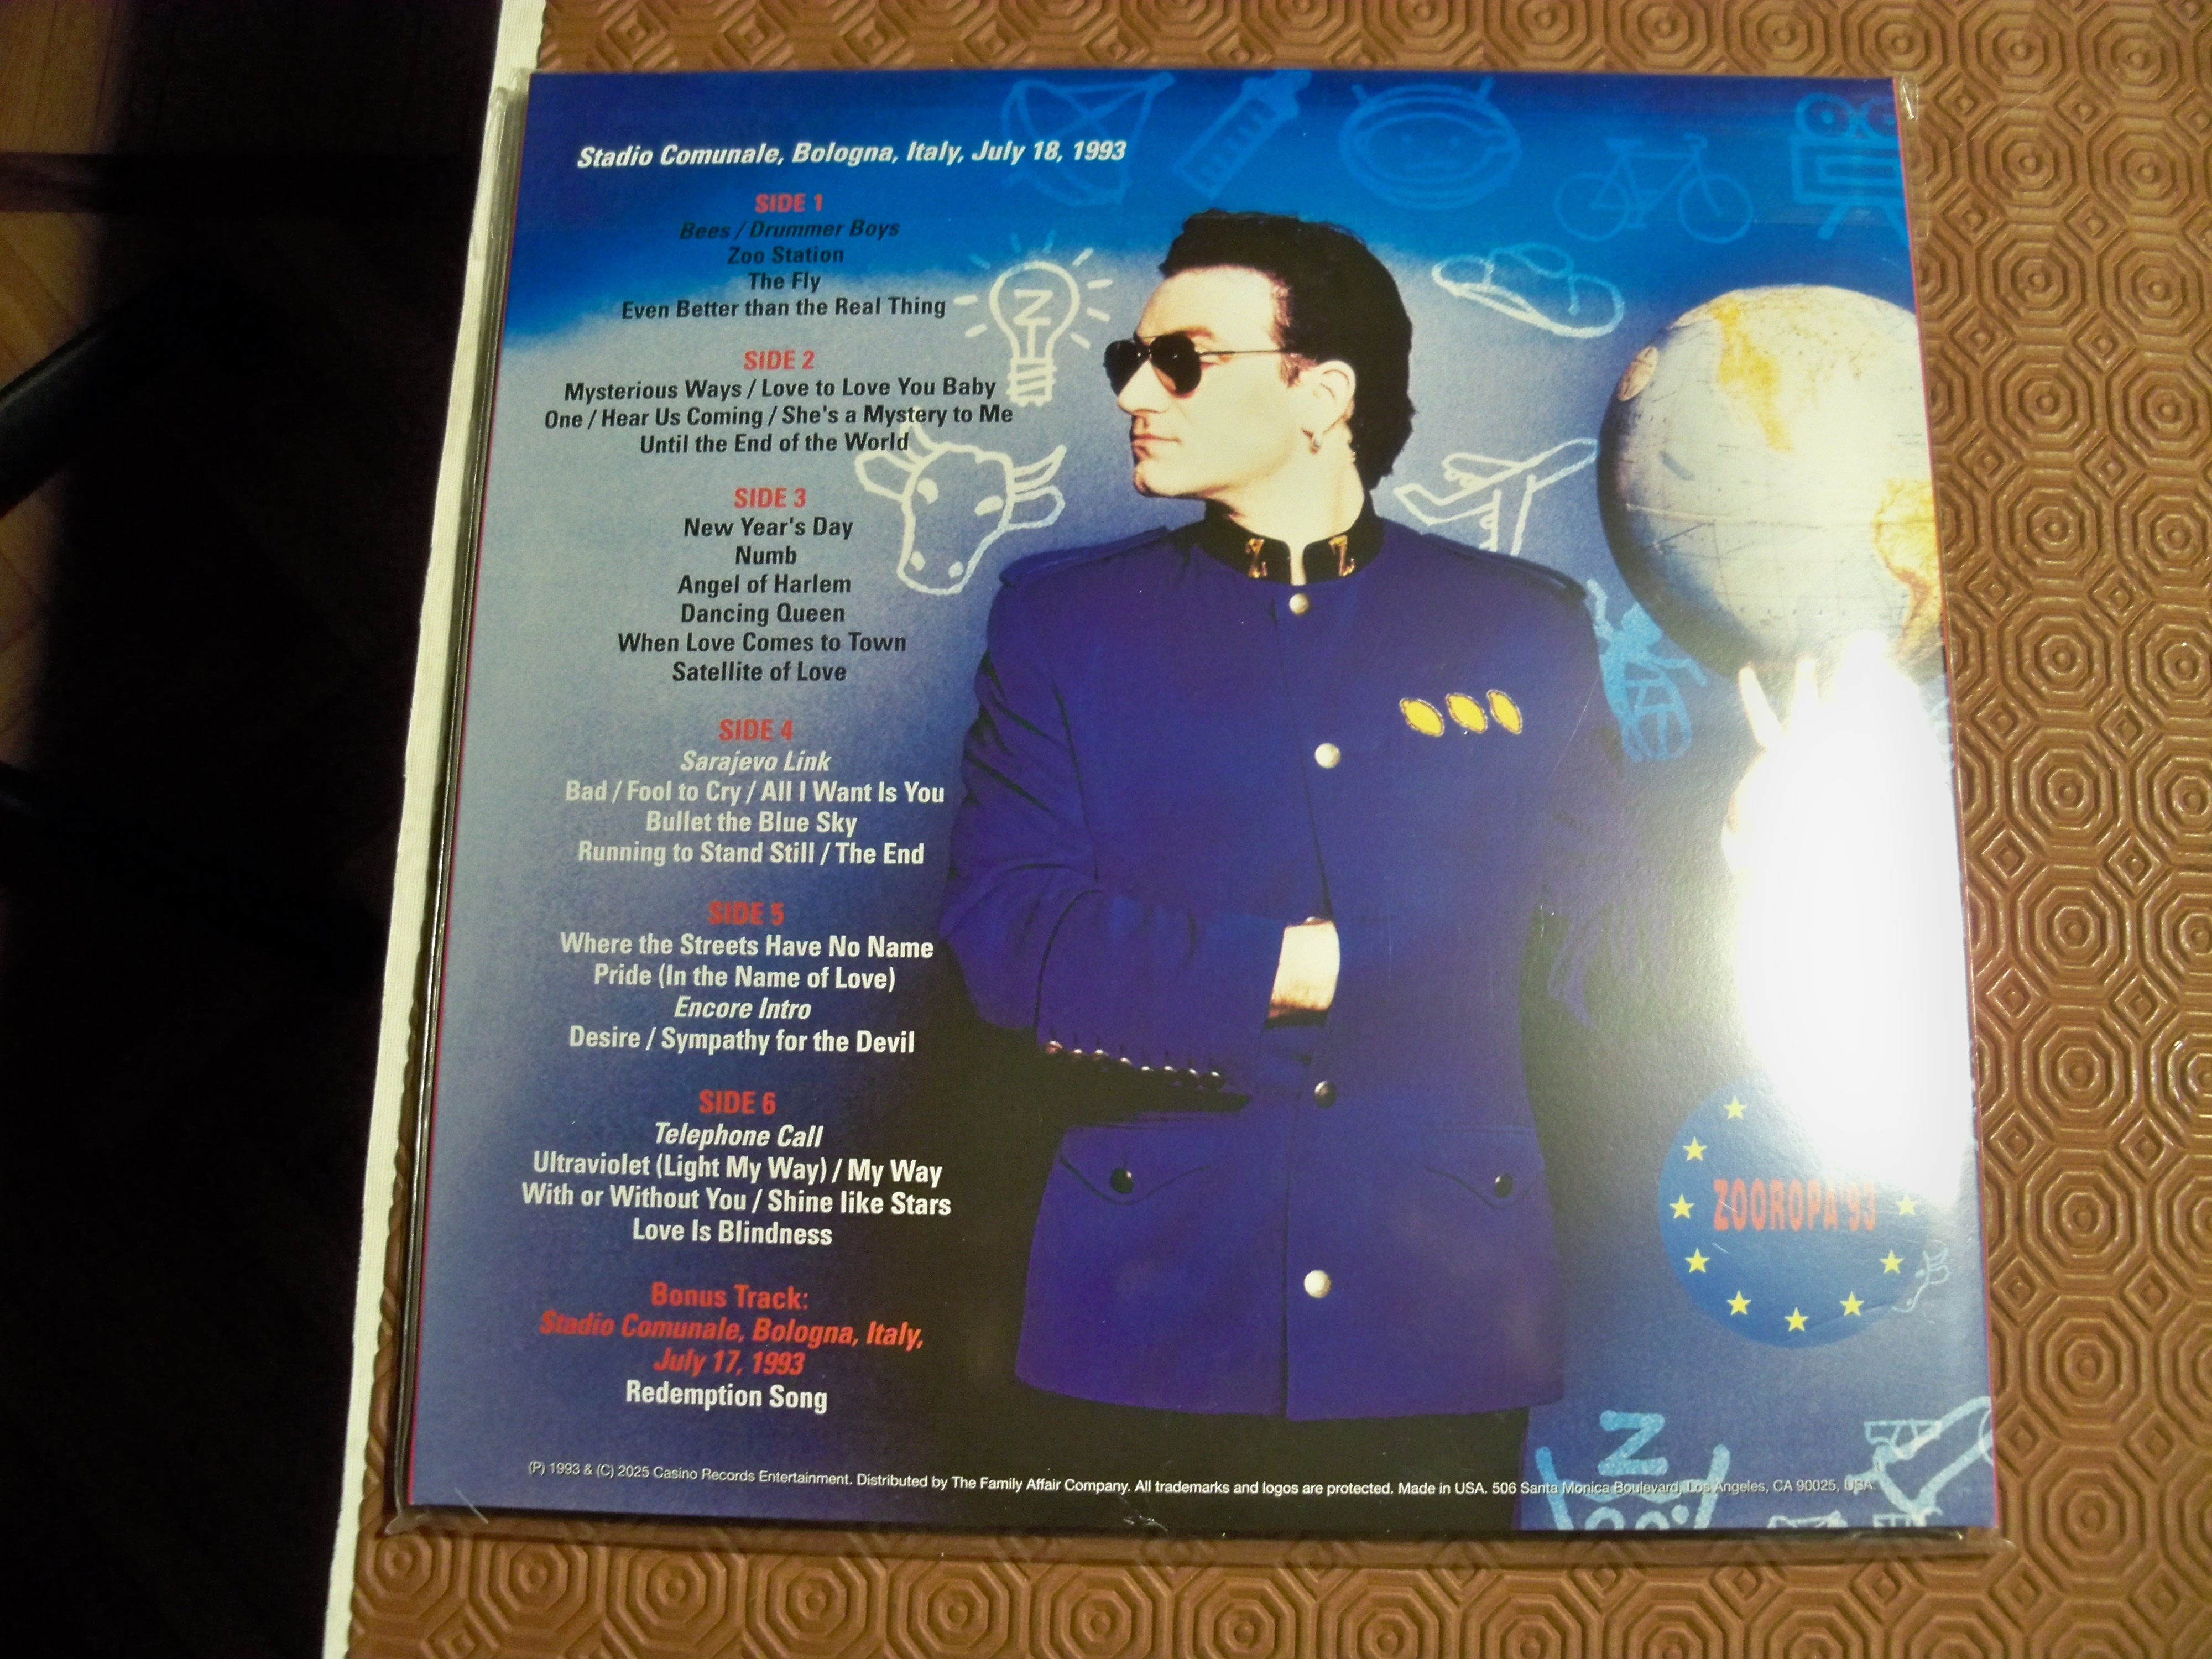 Stadio Comunale, Bologna, Italy, July 18, 1993
SIDE 1
Bees / Drummer Boys
Zoo Station
The Fly
Even Better than the Real Thing
SIDE 2
Mysterious Ways / Love to Love You Baby
One / Hear Us Coming / She's a Mystery to Me
Until the End of the World
SIDE 3
New Year's Day
Numb
Angel of Harlem
Dancing Queen
When Love Comes to Town
Satellite of Love
SIDE 4
Sarajevo Link
Bad / Fool to Cry / All I Want Is You
Bullet the Blue Sky
Running to Stand Still / The End
SIDE 5
Where the Streets Have No Name
Pride (In the Name of Love)
Encore Intro
Desire / Sympathy for the Devil
SIDE 6
Telephone Call
Ultraviolet (Light My Way) / My Way
With or Without You / Shine like Stars
Love Is Blindness
Bonus Track:
Stadio Comunale, Bologna, Italy,
July 17, 1993
Redemption Song
(P) 1993 & (C) 2025 Casino Records Entertainment. Distributed by The Family Affair Company. All trademarks and logos are protected. Made in USA. 506 Santa Monica Boulevard, Los Angeles, CA 90025, USA.
ZTV
ZOOROPA'93
Z